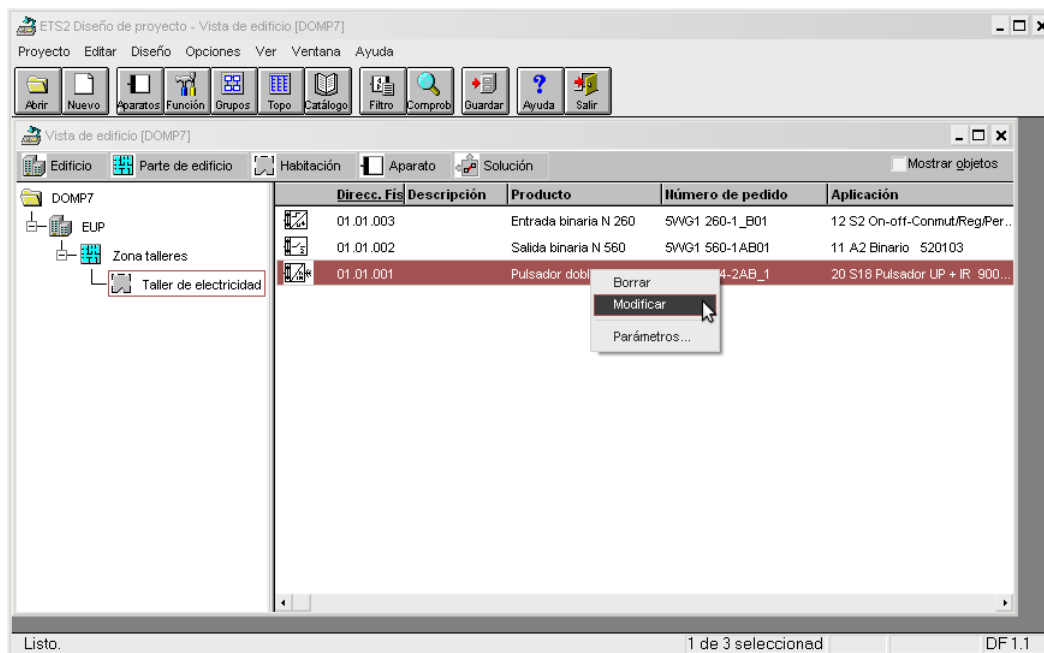 ETS2 Diseño de proyecto - Vista de edificio [DOMP7]
Proyecto Editar Diseño Opciones Ver Ventana Ayuda
Abrir Nuevo Aparatos Función Grupos Topo Catálogo Filtro Comprob Guardar Ayuda Salir
Vista de edificio [DOMP7]
Edificio Parte de edificio Habitación Aparato Solución Mostrar objetos
DOMP7
EUP
Zona talleres
Taller de electricidad
Direcc. Fís Descripción Producto Número de pedido Aplicación
01.01.003 Entrada binaria N 260 5WG1 260-1_B01 12 S2 On-off-Conmut/Reg/Per..
01.01.002 Salida binaria N 560 5WG1 560-1AB01 11 A2 Binario 520103
01.01.001 Pulsador dobl 4-2AB_1 20 S18 Pulsador UP + IR 900...
Borrar
Modificar
Parámetros...
Listo. 1 de 3 seleccionad DF 1.1